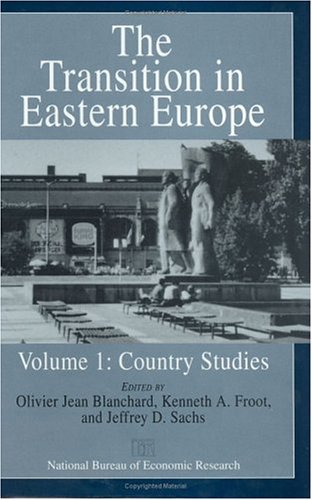 The
Transition in
Eastern Europe
Volume 1: Country Studies
EDITED BY
Olivier Jean Blanchard, Kenneth A. Froot,
and Jeffrey D. Sachs
National Bureau of Economic Research